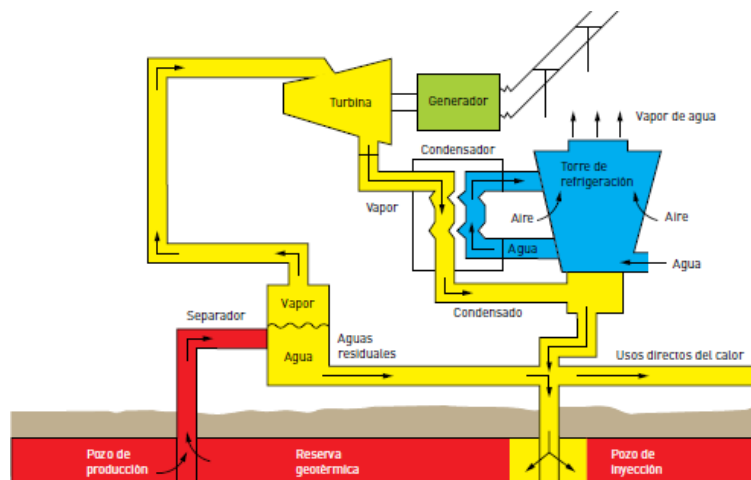 Turbina
Generador
Vapor de agua
Condensador
Torre de
refrigeración
Vapor
Aire
Aire
Agua
Agua
Vapor
Separador
Condensado
Agua
Aguas
residuales
Usos directos del calor
Pozo de
producción
Reserva
geotérmica
Pozo de
inyección